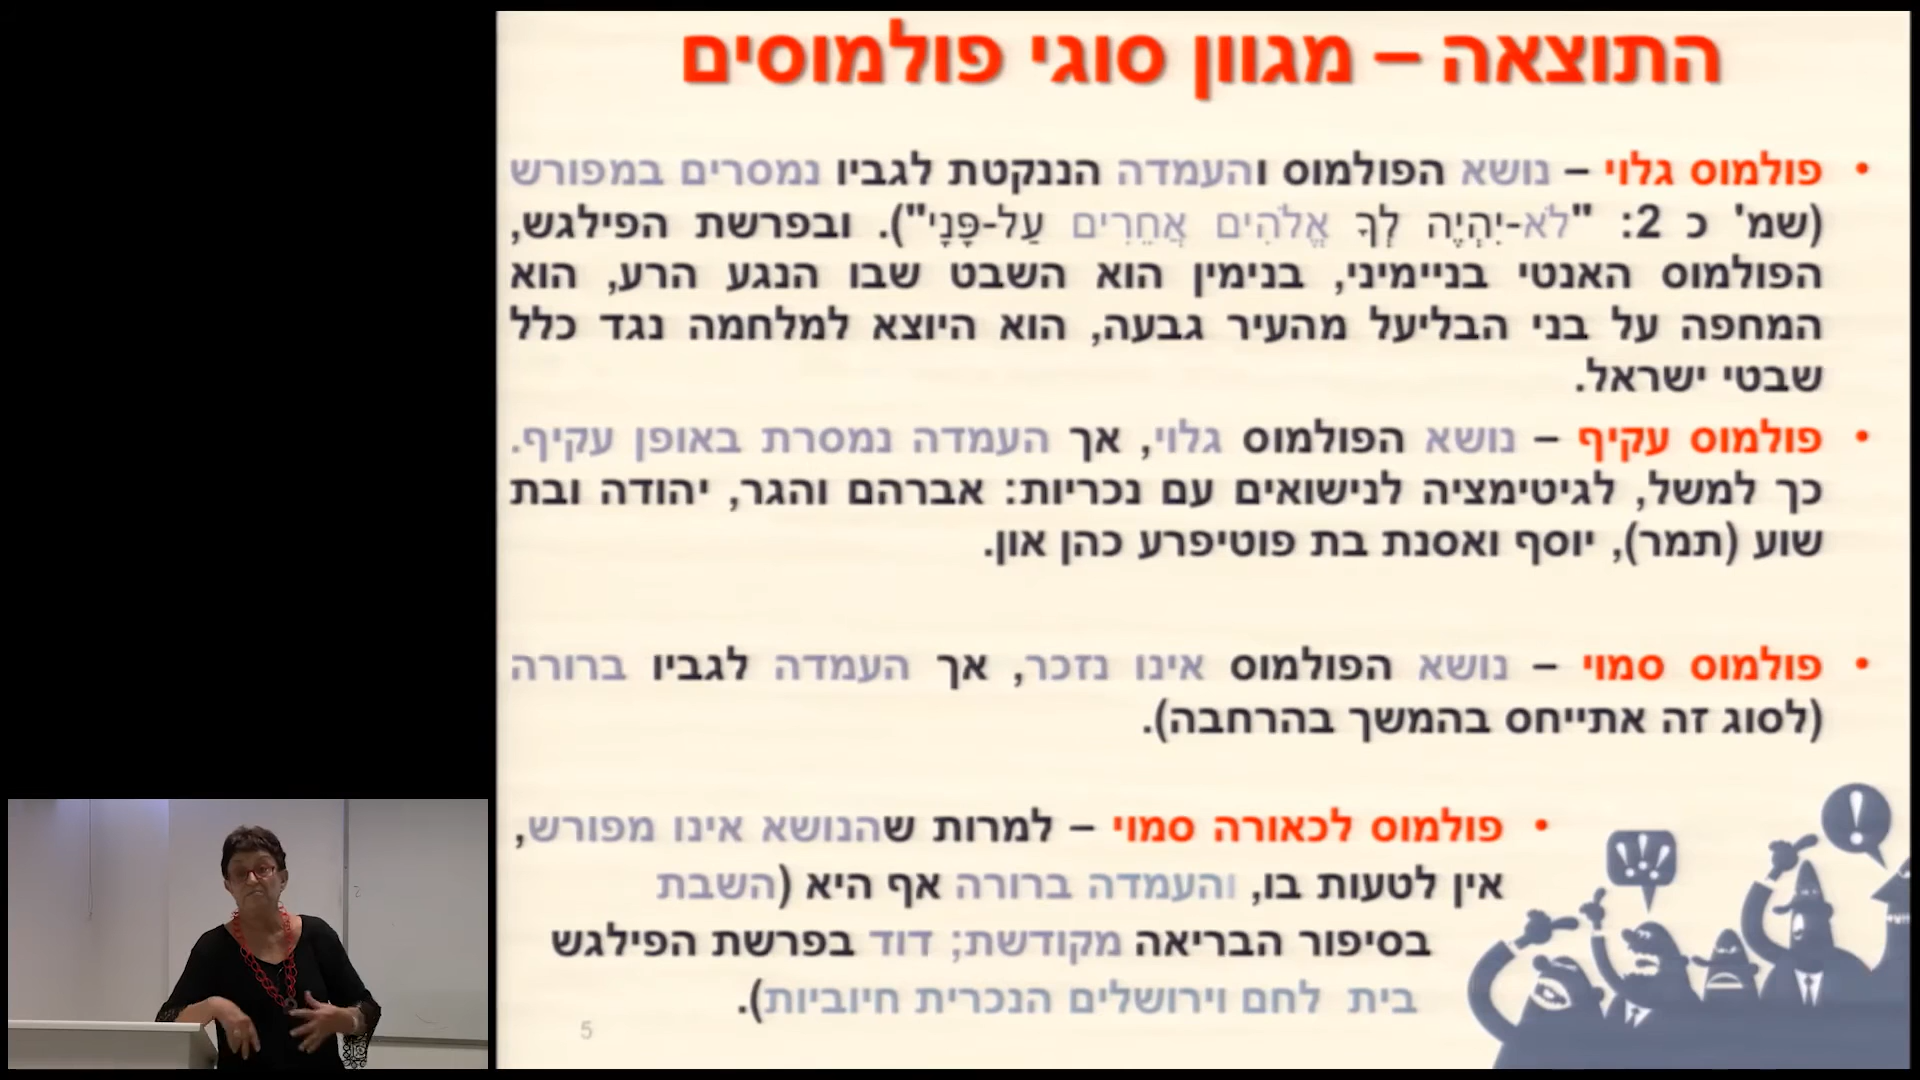 התוצאה – מגוון סוגי פולמוסים
• פולמוס גלוי – נושא הפולמוס והעמדה הננקטת לגביו נמסרים במפורש
(שמ' כ 2: "לֹא-יִהְיֶה לְךָ אֱלֹהִים אֲחֵרִים עַל-פָּנָי"). ובפרשת הפילגש,
הפולמוס האנטי בניימיני, בנימין הוא השבט שבו הנגע הרע, הוא
המחפה על בני הבליעל מהעיר גבעה, הוא היוצא למלחמה נגד כלל
שבטי ישראל.
• פולמוס עקיף – נושא הפולמוס גלוי, אך העמדה נמסרת באופן עקיף.
כך למשל, לגיטימציה לנישואים עם נכריות: אברהם והגר, יהודה ובת
שוע (תמר), יוסף ואסנת בת פוטיפרע כהן און.
• פולמוס סמוי – נושא הפולמוס אינו נזכר, אך העמדה לגביו ברורה
(לסוג זה אתייחס בהמשך בהרחבה).
• פולמוס לכאורה סמוי – למרות שהנושא אינו מפורש,
אין לטעות בו, והעמדה ברורה אף היא (השבת
בסיפור הבריאה מקודשת; דוד בפרשת הפילגש
בית לחם וירושלים הנכרית חיוביות).
5